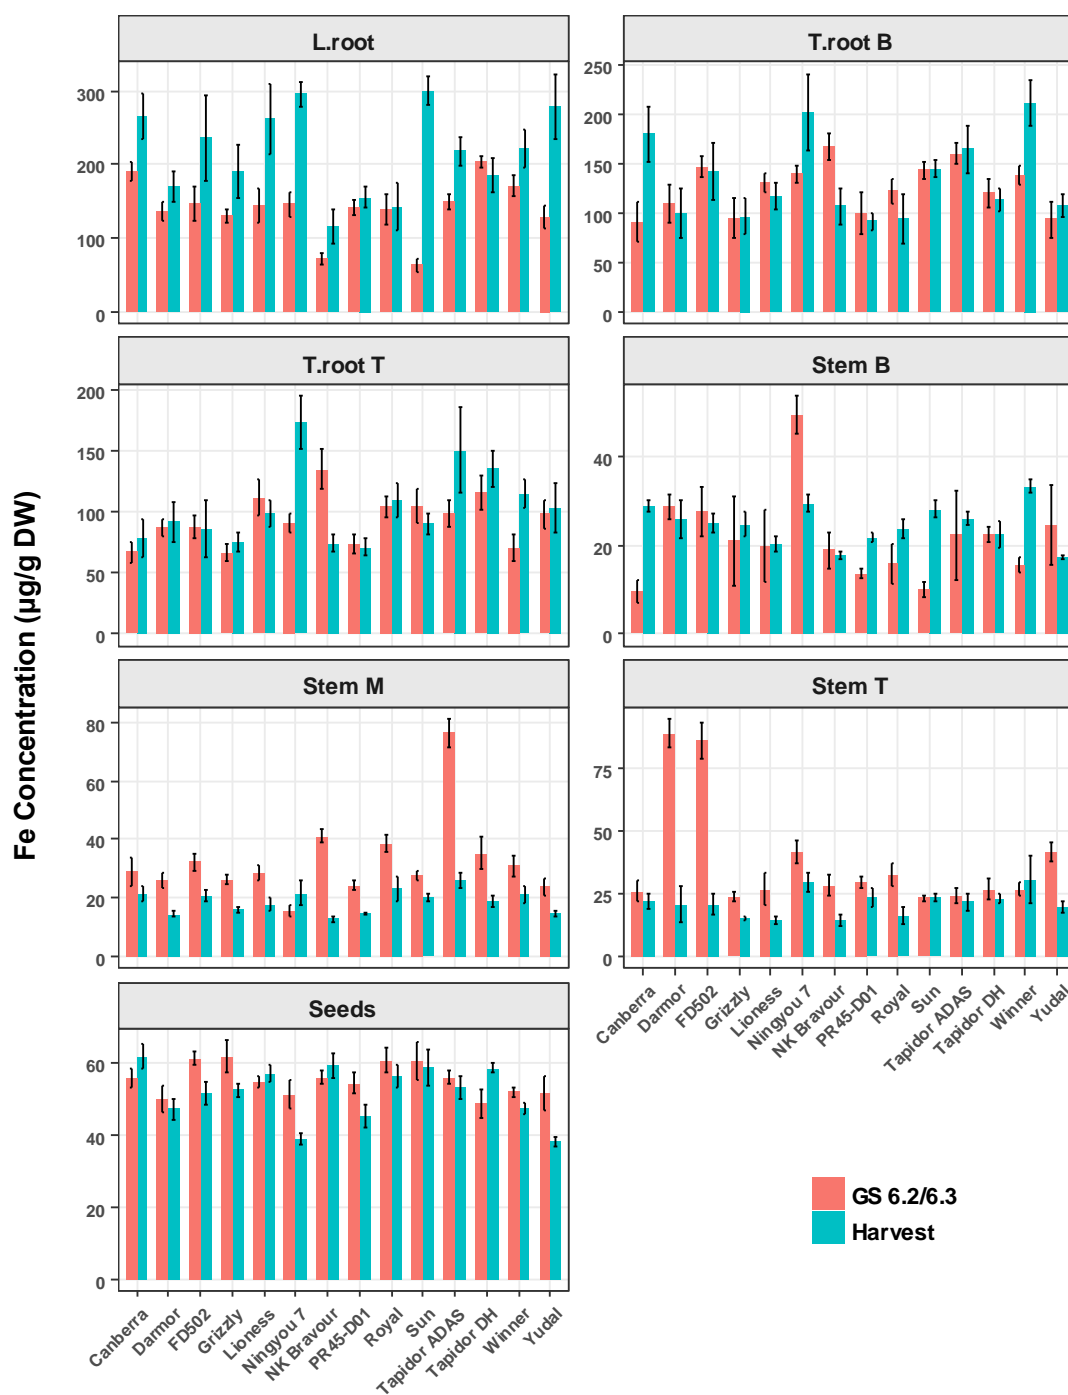 L.root
T.root B
300
200
100
0
250
200
150
100
50
0
T.root T
Stem B
200
150
100
50
0
40
20
0
Fe Concentration (µg/g DW)
Stem M
Stem T
80
60
40
20
0
75
50
25
0
Canberra
Darmor
FD502
Grizzly
Lioness
Ningyou 7
NK Bravour
PR45-D01
Royal
Sun
Tapidor ADAS
Tapidor DH
Winner
Yudal
Seeds
60
40
20
0
Canberra
Darmor
FD502
Grizzly
Lioness
Ningyou 7
NK Bravour
PR45-D01
Royal
Sun
Tapidor ADAS
Tapidor DH
Winner
Yudal
GS 6.2/6.3
Harvest